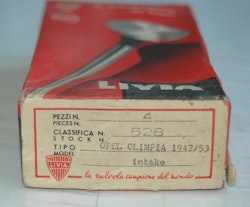 LIVIA
PEZZI N.
PIECES N.
4
CLASSIFICA N.
STOCK N.
528
TIPO
MODEL
OPEL OLIMPIA 1947/53
intake
LIVIA
la valvola campione del mondo